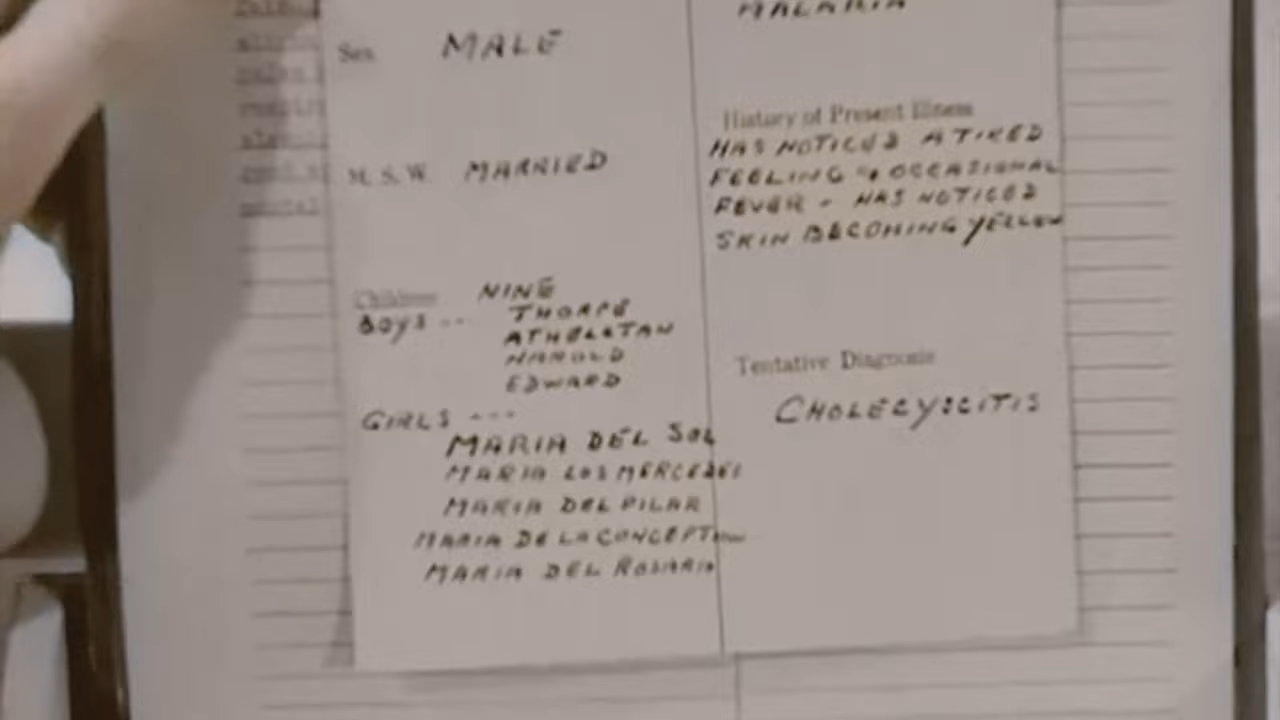 MALARIA
Sex MALE
History of Present Illness
HAS NOTICED A TIRED
FEELING & OCCASIONAL
FEVER - HAS NOTICED
SKIN BECOMING YELLOW
M. S. W. MARRIED
Children NINE
BOYS -- THORPE
ATHELSTAN
HAROLD
EDWARD
Tentative Diagnosis
CHOLECYSCITIS
GIRLS ---
MARIA DEL SOL
MARIA LOS MERCEDES
MARIA DEL PILAR
MARIA DE LA CONCEPTION
MARIA DEL ROSARIO